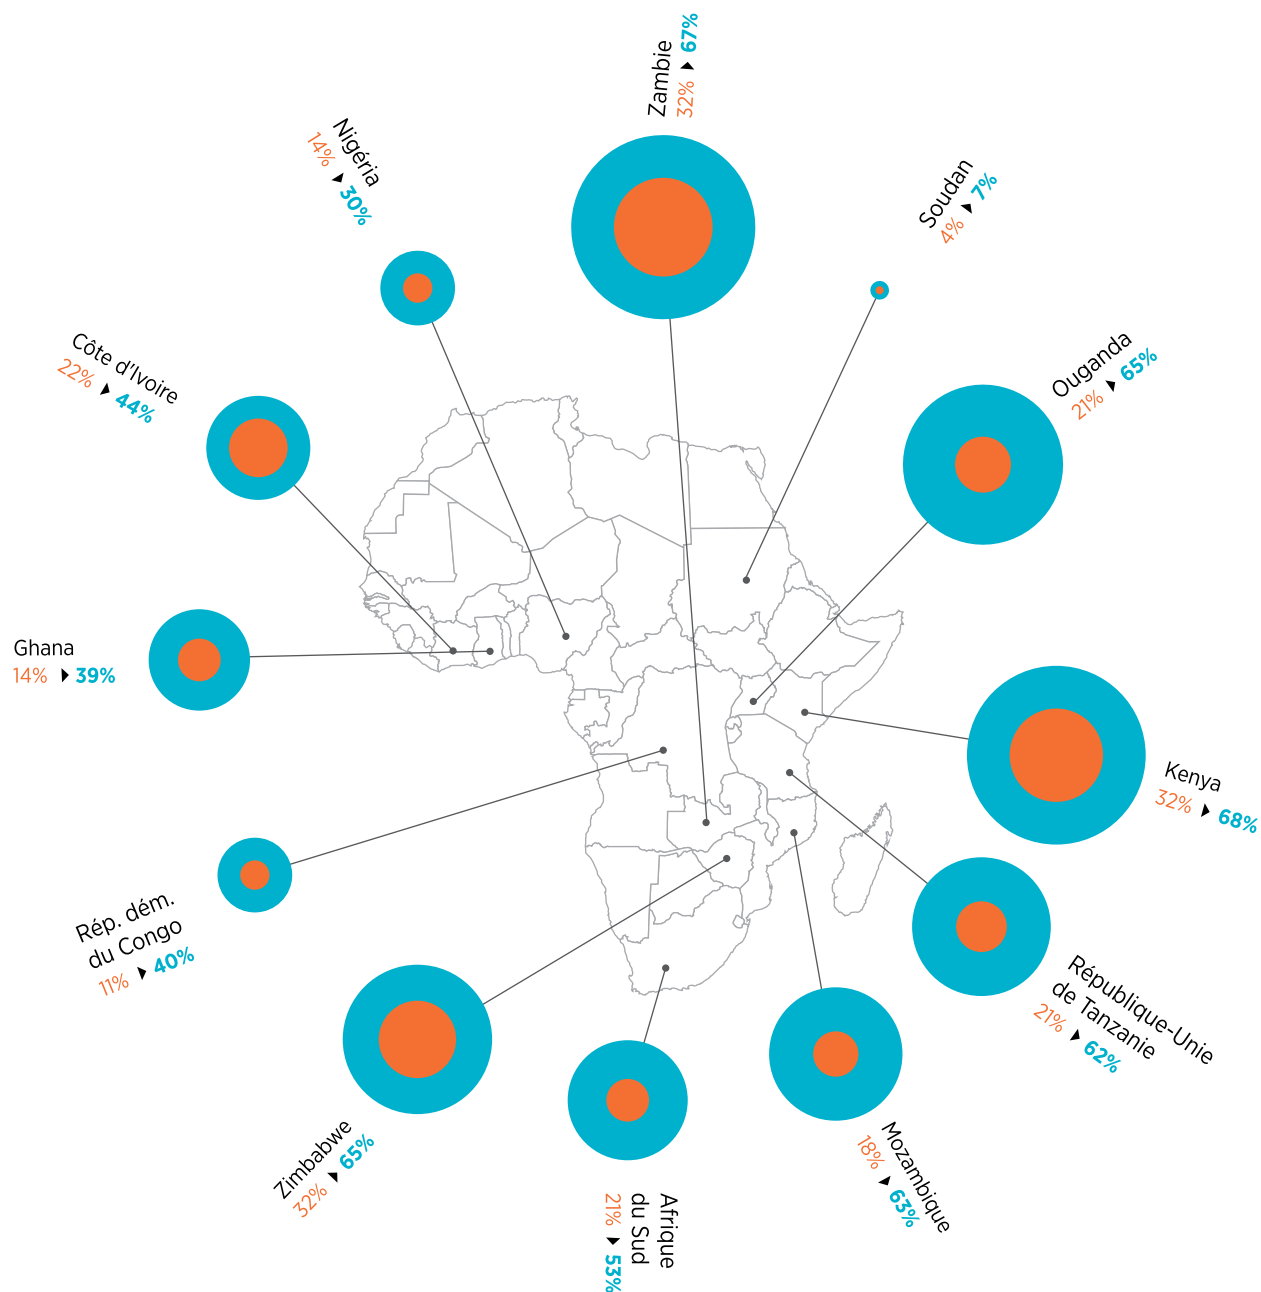 Zambie
32% ▶ 67%
Soudan
4% ▶ 7%
Ouganda
21% ▶ 65%
Kenya
32% ▶ 68%
République-Unie
de Tanzanie
21% ▶ 62%
Mozambique
18% ▶ 63%
Afrique
du Sud
21% ▶ 53%
Zimbabwe
32% ▶ 65%
Rép. dém.
du Congo
11% ▶ 40%
Ghana
14% ▶ 39%
Côte d'Ivoire
22% ▶ 44%
Nigéria
14% ▶ 30%